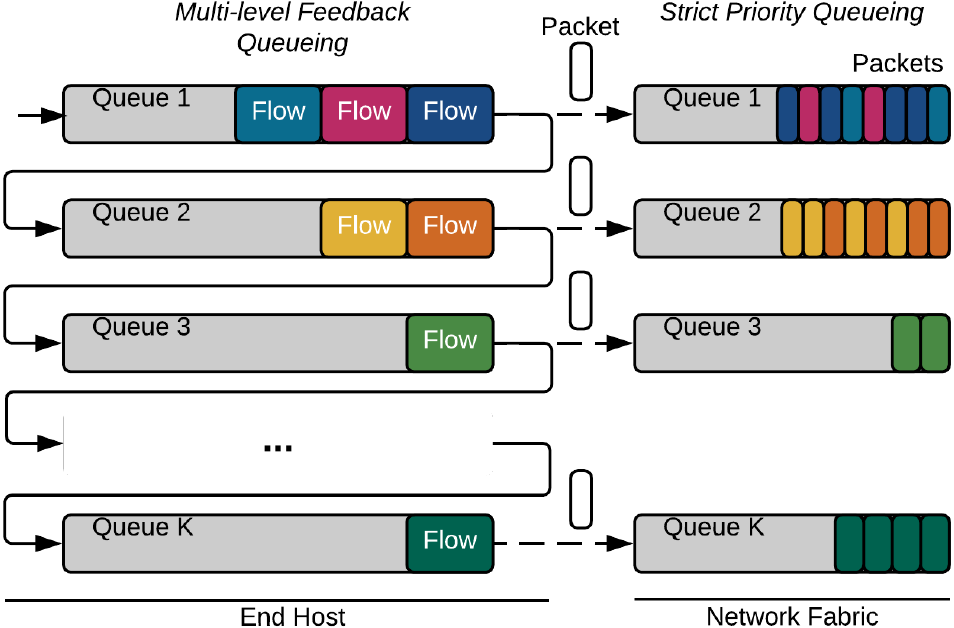 Multi-level Feedback
Queueing
Packet
Strict Priority Queueing
Packets
Queue 1
Flow
Flow
Flow
Queue 1
Queue 2
Flow
Flow
Queue 2
Queue 3
Flow
Queue 3
...
Queue K
Flow
Queue K
End Host
Network Fabric